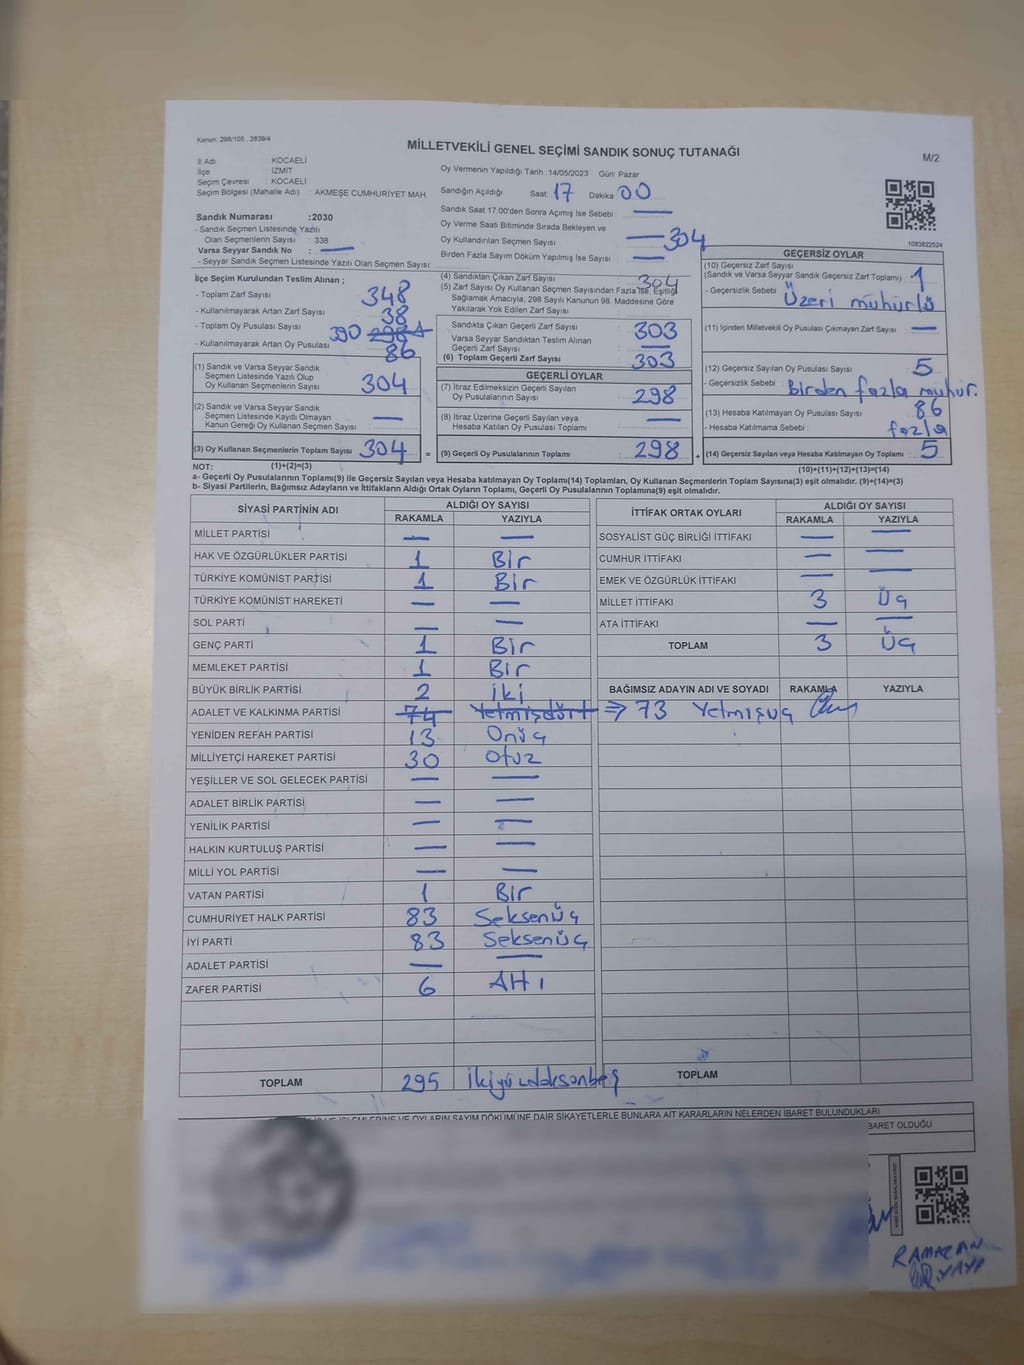 Kanun: 298/105 , 2839/4
MİLLETVEKİLİ GENEL SEÇİMİ SANDIK SONUÇ TUTANAĞI
M/2
İl Adı : KOCAELİ
İlçe : İZMİT
Seçim Çevresi : KOCAELİ
Seçim Bölgesi (Mahalle Adı) : AKMEŞE CUMHURİYET MAH.
Sandık Numarası :2030
- Sandık Seçmen Listesinde Yazılı
Olan Seçmenlerin Sayısı : 338
Varsa Seyyar Sandık No : —
- Seyyar Sandık Seçmen Listesinde Yazılı Olan Seçmen Sayısı:
Oy Vermenin Yapıldığı Tarih :14/05/2023 Gün: Pazar
Sandığın Açıldığı Saat: 17 Dakika : 00
Sandık Saat 17.00'den Sonra Açılmış İse Sebebi : —
Oy Verme Saati Bitiminde Sırada Bekleyen ve
Oy Kullandırılan Seçmen Sayısı : — 304
Birden Fazla Sayım Döküm Yapılmış İse Sayısı : —
1083822524
İlçe Seçim Kurulundan Teslim Alınan ;
- Toplam Zarf Sayısı : 348
- Kullanılmayarak Artan Zarf Sayısı : 38
- Toplam Oy Pusulası Sayısı : 390
- Kullanılmayarak Artan Oy Pusulası : 86
(1) Sandık ve Varsa Seyyar Sandık
Seçmen Listesinde Yazılı Olup
Oy Kullanan Seçmenlerin Sayısı : 304
(2) Sandık ve Varsa Seyyar Sandık
Seçmen Listesinde Kayıtlı Olmayan
Kanun Gereği Oy Kullanan Seçmen Sayısı : —
(3) Oy Kullanan Seçmenlerin Toplam Sayısı : 304 =
(4) Sandıktan Çıkan Zarf Sayısı : 304
(5) Zarf Sayısı Oy Kullanan Seçmen Sayısından Fazla ise, Eşitliği
Sağlamak Amacıyla, 298 Sayılı Kanunun 98. Maddesine Göre
Yakılarak Yok Edilen Zarf Sayısı :
Sandıkta Çıkan Geçerli Zarf Sayısı : 303
Varsa Seyyar Sandıktan Teslim Alınan
Geçerli Zarf Sayısı : —
(6) Toplam Geçerli Zarf Sayısı : 303
GEÇERLİ OYLAR
(7) İtiraz Edilmeksizin Geçerli Sayılan
Oy Pusulalarının Sayısı : 298
(8) İtiraz Üzerine Geçerli Sayılan veya
Hesaba Katılan Oy Pusulası Toplamı : —
(9) Geçerli Oy Pusulalarının Toplamı : 298 +
GEÇERSİZ OYLAR
(10) Geçersiz Zarf Sayısı
(Sandık ve Varsa Seyyar Sandık Geçersiz Zarf Toplamı) : 1
- Geçersizlik Sebebi : Üzeri mühürlü
(11) İçinden Milletvekili Oy Pusulası Çıkmayan Zarf Sayısı : —
(12) Geçersiz Sayılan Oy Pusulası Sayısı : 5
- Geçersizlik Sebebi : Birden fazla mühür.
(13) Hesaba Katılmayan Oy Pusulası Sayısı : 86
- Hesaba Katılmama Sebebi : fazla
(14) Geçersiz Sayılan veya Hesaba Katılmayan Oy Toplamı : 5
NOT: (1)+(2)=(3) (10)+(11)+(12)+(13)=(14)
a- Geçerli Oy Pusulalarının Toplamı(9) ile Geçersiz Sayılan veya Hesaba Katılmayan Oy Toplamı(14) Toplamları, Oy Kullanan Seçmenlerin Toplam Sayısına(3) eşit olmalıdır. (9)+(14)=(3)
b- Siyasi Partilerin, Bağımsız Adayların ve İttifakların Aldığı Ortak Oyların Toplamı, Geçerli Oy Pusulalarının Toplamına(9) eşit olmalıdır.
SİYASİ PARTİNİN ADI ALDIĞI OY SAYISI
RAKAMLA YAZIYLA
MİLLET PARTİSİ — —
HAK VE ÖZGÜRLÜKLER PARTİSİ 1 Bir
TÜRKİYE KOMÜNİST PARTİSİ 1 Bir
TÜRKİYE KOMÜNİST HAREKETİ — —
SOL PARTİ — —
GENÇ PARTİ 1 Bir
MEMLEKET PARTİSİ 1 Bir
BÜYÜK BİRLİK PARTİSİ 2 iki
ADALET VE KALKINMA PARTİSİ 74 Yetmişdört ⇒ 73 Yetmişüç
YENİDEN REFAH PARTİSİ 13 Onüç
MİLLİYETÇİ HAREKET PARTİSİ 30 Otuz
YEŞİLLER VE SOL GELECEK PARTİSİ — —
ADALET BİRLİK PARTİSİ — —
YENİLİK PARTİSİ — —
HALKIN KURTULUŞ PARTİSİ — —
MİLLİ YOL PARTİSİ — —
VATAN PARTİSİ 1 Bir
CUMHURİYET HALK PARTİSİ 83 Seksenüç
İYİ PARTİ 83 Seksenüç
ADALET PARTİSİ — —
ZAFER PARTİSİ 6 Altı
TOPLAM 295 ikiyüzdoksanbeş
İTTİFAK ORTAK OYLARI ALDIĞI OY SAYISI
RAKAMLA YAZIYLA
SOSYALİST GÜÇ BİRLİĞİ İTTİFAKI — —
CUMHUR İTTİFAKI — —
EMEK VE ÖZGÜRLÜK İTTİFAKI — —
MİLLET İTTİFAKI 3 Üç
ATA İTTİFAKI — —
TOPLAM 3 Üç
BAĞIMSIZ ADAYIN ADI VE SOYADI RAKAMLA YAZIYLA
TOPLAM
İŞLEMLERİNE VE OYLARIN SAYIM DÖKÜMÜNE DAİR ŞİKAYETLERLE BUNLARA AİT KARARLARIN NELERDEN İBARET BULUNDUKLARI
BARET OLDUĞU
RAMAZAN